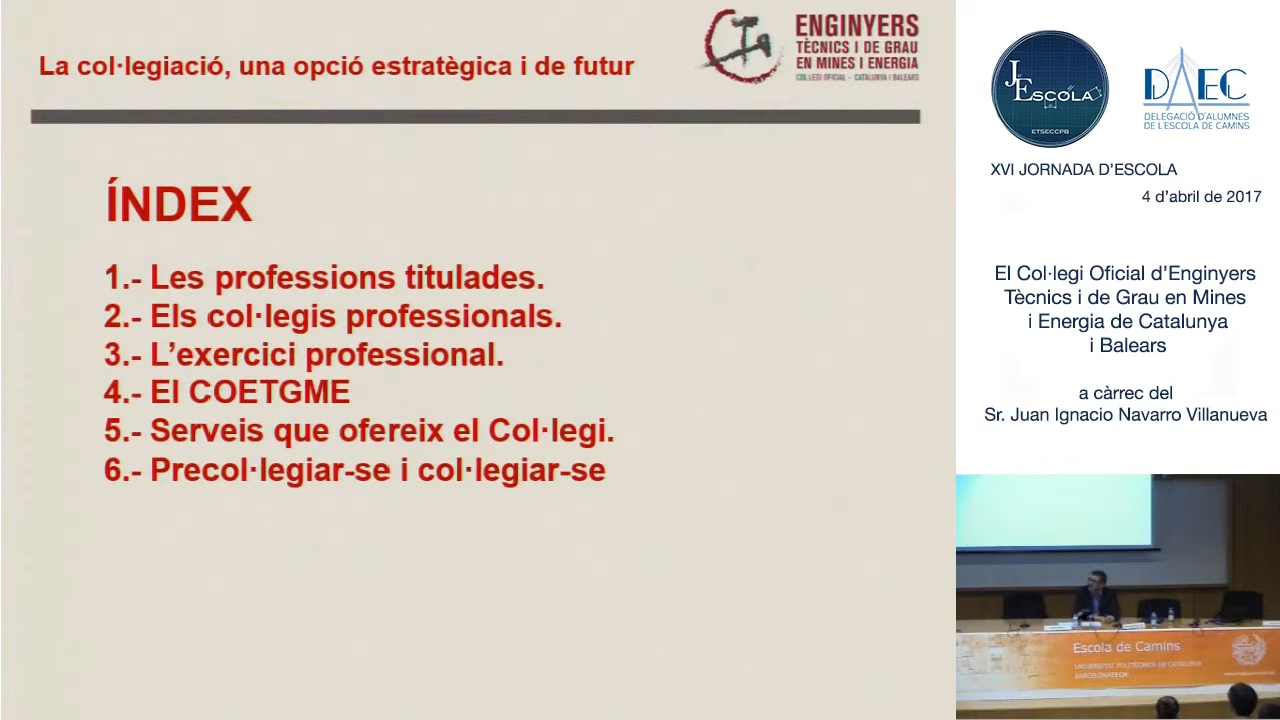 La col·legiació, una opció estratègica i de futur
ENGINYERS
TÈCNICS I DE GRAU
EN MINES I ENERGIA
COL·LEGI OFICIAL - CATALUNYA I BALEARS
ÍNDEX
1.- Les professions titulades.
2.- Els col·legis professionals.
3.- L’exercici professional.
4.- El COETGME
5.- Serveis que ofereix el Col·legi.
6.- Precol·legiar-se i col·legiar-se
J ESCOLA
ETSECCPB
DAEC
DELEGACIÓ D'ALUMNES
DE L'ESCOLA DE CAMINS
XVI JORNADA D’ESCOLA
4 d’abril de 2017
El Col·legi Oficial d’Enginyers
Tècnics i de Grau en Mines
i Energia de Catalunya
i Balears
a càrrec del
Sr. Juan Ignacio Navarro Villanueva
Escola de Camins
UNIVERSITAT POLITÈCNICA DE CATALUNYA
BARCELONATECH